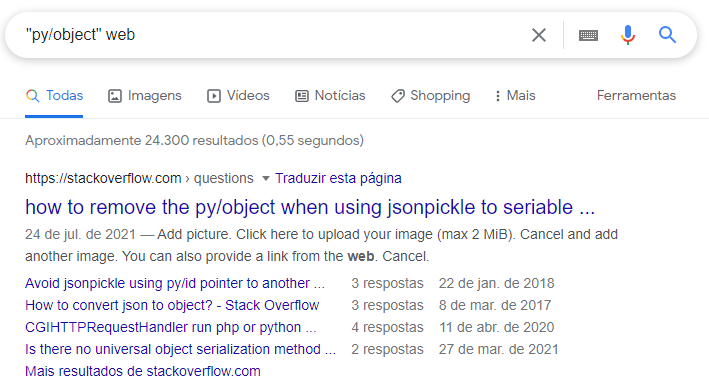 "py/object" web
Todas Imagens Vídeos Notícias Shopping Mais Ferramentas
Aproximadamente 24.300 resultados (0,55 segundos)
https://stackoverflow.com › questions Traduzir esta página
how to remove the py/object when using jsonpickle to seriable ...
24 de jul. de 2021 — Add picture. Click here to upload your image (max 2 MiB). Cancel and add
another image. You can also provide a link from the web. Cancel.
Avoid jsonpickle using py/id pointer to another ... 3 respostas 22 de jan. de 2018
How to convert json to object? - Stack Overflow 3 respostas 8 de mar. de 2017
CGIHTTPRequestHandler run php or python ... 4 respostas 11 de abr. de 2020
Is there no universal object serialization method ... 2 respostas 27 de mar. de 2021
Mais resultados de stackoverflow.com